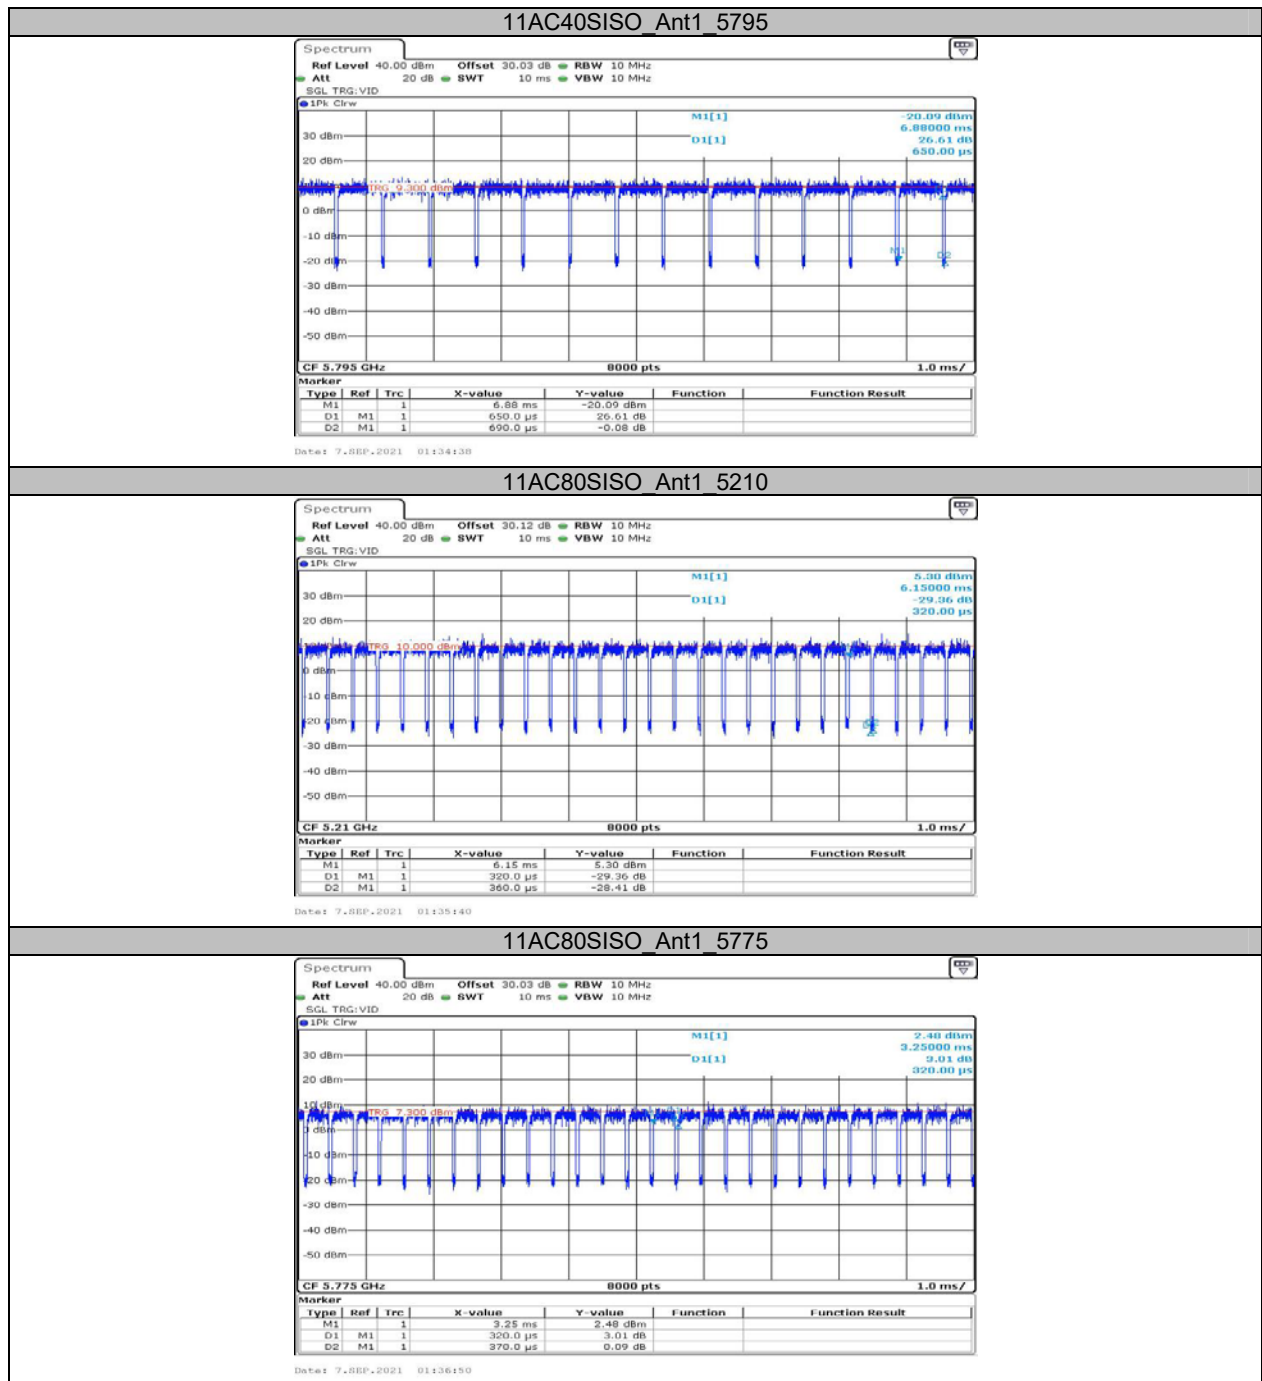 11AC40SISO_Ant1_5795
Spectrum
Ref Level 40.00 dBm Offset 30.03 dB RBW 10 MHz
Att 20 dB SWT 10 ms VBW 10 MHz
SGL TRG:VID
1Pk Clrw
M1[1] -20.09 dBm
6.88000 ms
30 dBm
D1[1] 26.61 dB
650.00 µs
20 dBm
TRG 9.300 dBm
0 dBm
-10 dBm
M1
D2
-20 dBm
-30 dBm
-40 dBm
-50 dBm
CF 5.795 GHz 8000 pts 1.0 ms/
Marker
Type Ref Trc X-value Y-value Function Function Result
M1 1 6.88 ms -20.09 dBm
D1 M1 1 650.0 µs 26.61 dB
D2 M1 1 690.0 µs -0.08 dB
Date: 7.SEP.2021 01:34:38
11AC80SISO_Ant1_5210
Spectrum
Ref Level 40.00 dBm Offset 30.12 dB RBW 10 MHz
Att 20 dB SWT 10 ms VBW 10 MHz
SGL TRG:VID
1Pk Clrw
M1[1] 5.30 dBm
6.15000 ms
30 dBm
D1[1] -29.36 dB
320.00 µs
20 dBm
TRG 10.000 dBm
0 dBm
-10 dBm
-20 dBm
-30 dBm
-40 dBm
-50 dBm
CF 5.21 GHz 8000 pts 1.0 ms/
Marker
Type Ref Trc X-value Y-value Function Function Result
M1 1 6.15 ms 5.30 dBm
D1 M1 1 320.0 µs -29.36 dB
D2 M1 1 360.0 µs -28.41 dB
Date: 7.SEP.2021 01:35:40
11AC80SISO_Ant1_5775
Spectrum
Ref Level 40.00 dBm Offset 30.03 dB RBW 10 MHz
Att 20 dB SWT 10 ms VBW 10 MHz
SGL TRG:VID
1Pk Clrw
M1[1] 2.48 dBm
3.25000 ms
30 dBm
D1[1] 3.01 dB
320.00 µs
20 dBm
10 dBm
TRG 7.300 dBm
0 dBm
-10 dBm
-20 dBm
-30 dBm
-40 dBm
-50 dBm
CF 5.775 GHz 8000 pts 1.0 ms/
Marker
Type Ref Trc X-value Y-value Function Function Result
M1 1 3.25 ms 2.48 dBm
D1 M1 1 320.0 µs 3.01 dB
D2 M1 1 370.0 µs 0.09 dB
Date: 7.SEP.2021 01:36:50